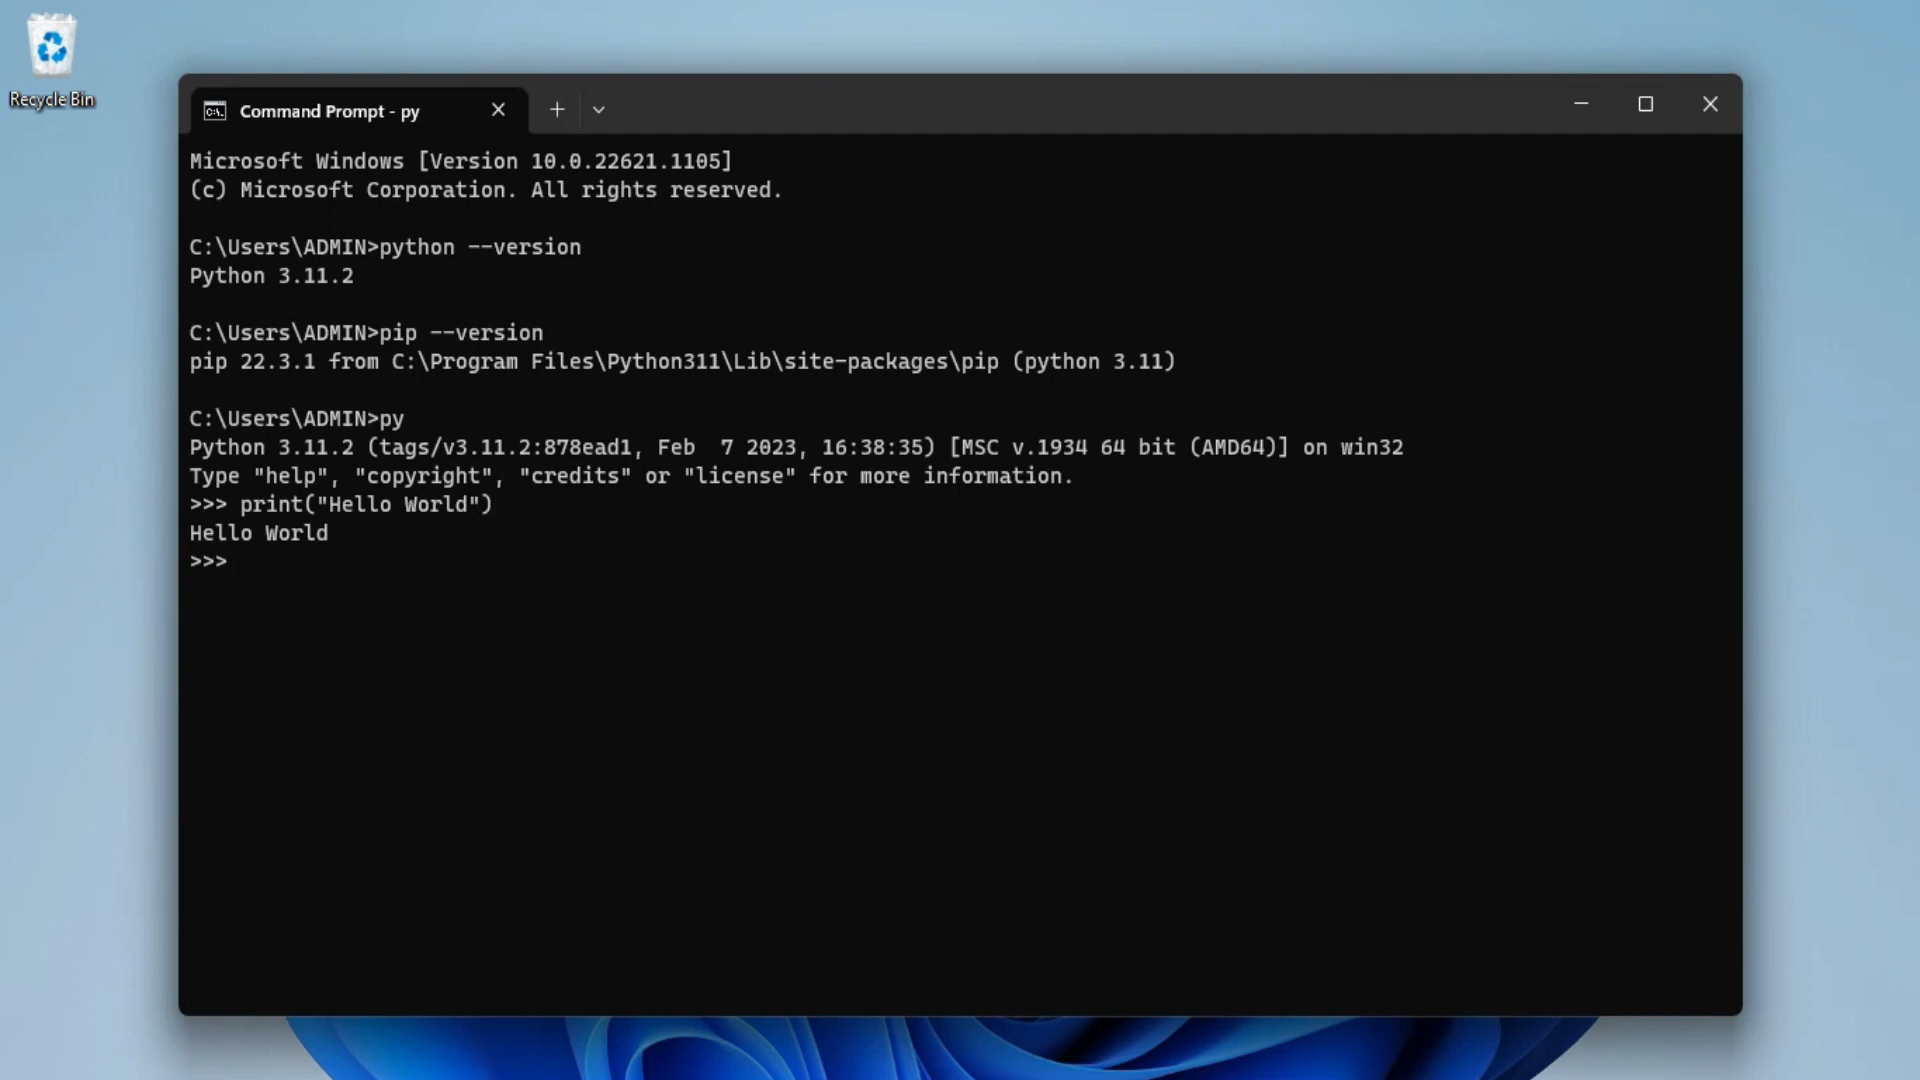 Recycle Bin
Command Prompt - py
Microsoft Windows [Version 10.0.22621.1105]
(c) Microsoft Corporation. All rights reserved.
C:\Users\ADMIN>python --version
Python 3.11.2
C:\Users\ADMIN>pip --version
pip 22.3.1 from C:\Program Files\Python311\Lib\site-packages\pip (python 3.11)
C:\Users\ADMIN>py
Python 3.11.2 (tags/v3.11.2:878ead1, Feb  7 2023, 16:38:35) [MSC v.1934 64 bit (AMD64)] on win32
Type "help", "copyright", "credits" or "license" for more information.
>>> print("Hello World")
Hello World
>>>